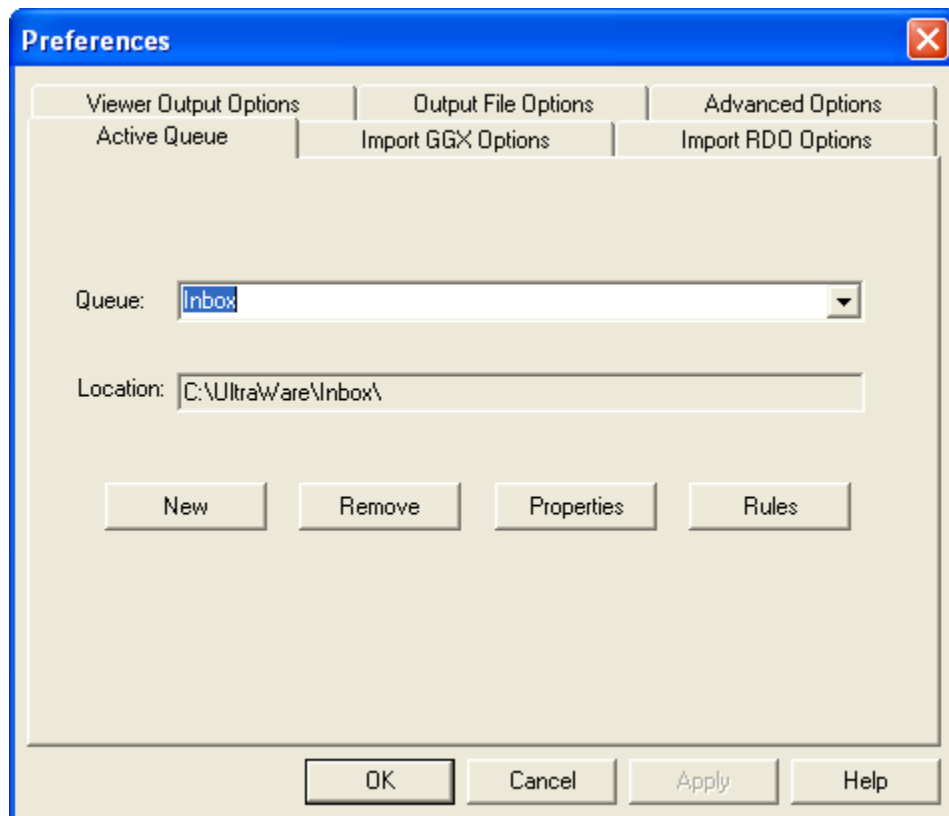 Preferences
Viewer Output Options Output File Options Advanced Options
Active Queue Import GGX Options Import RDO Options
Queue: Inbox
Location: C:\UltraWare\Inbox\
New Remove Properties Rules
OK Cancel Apply Help